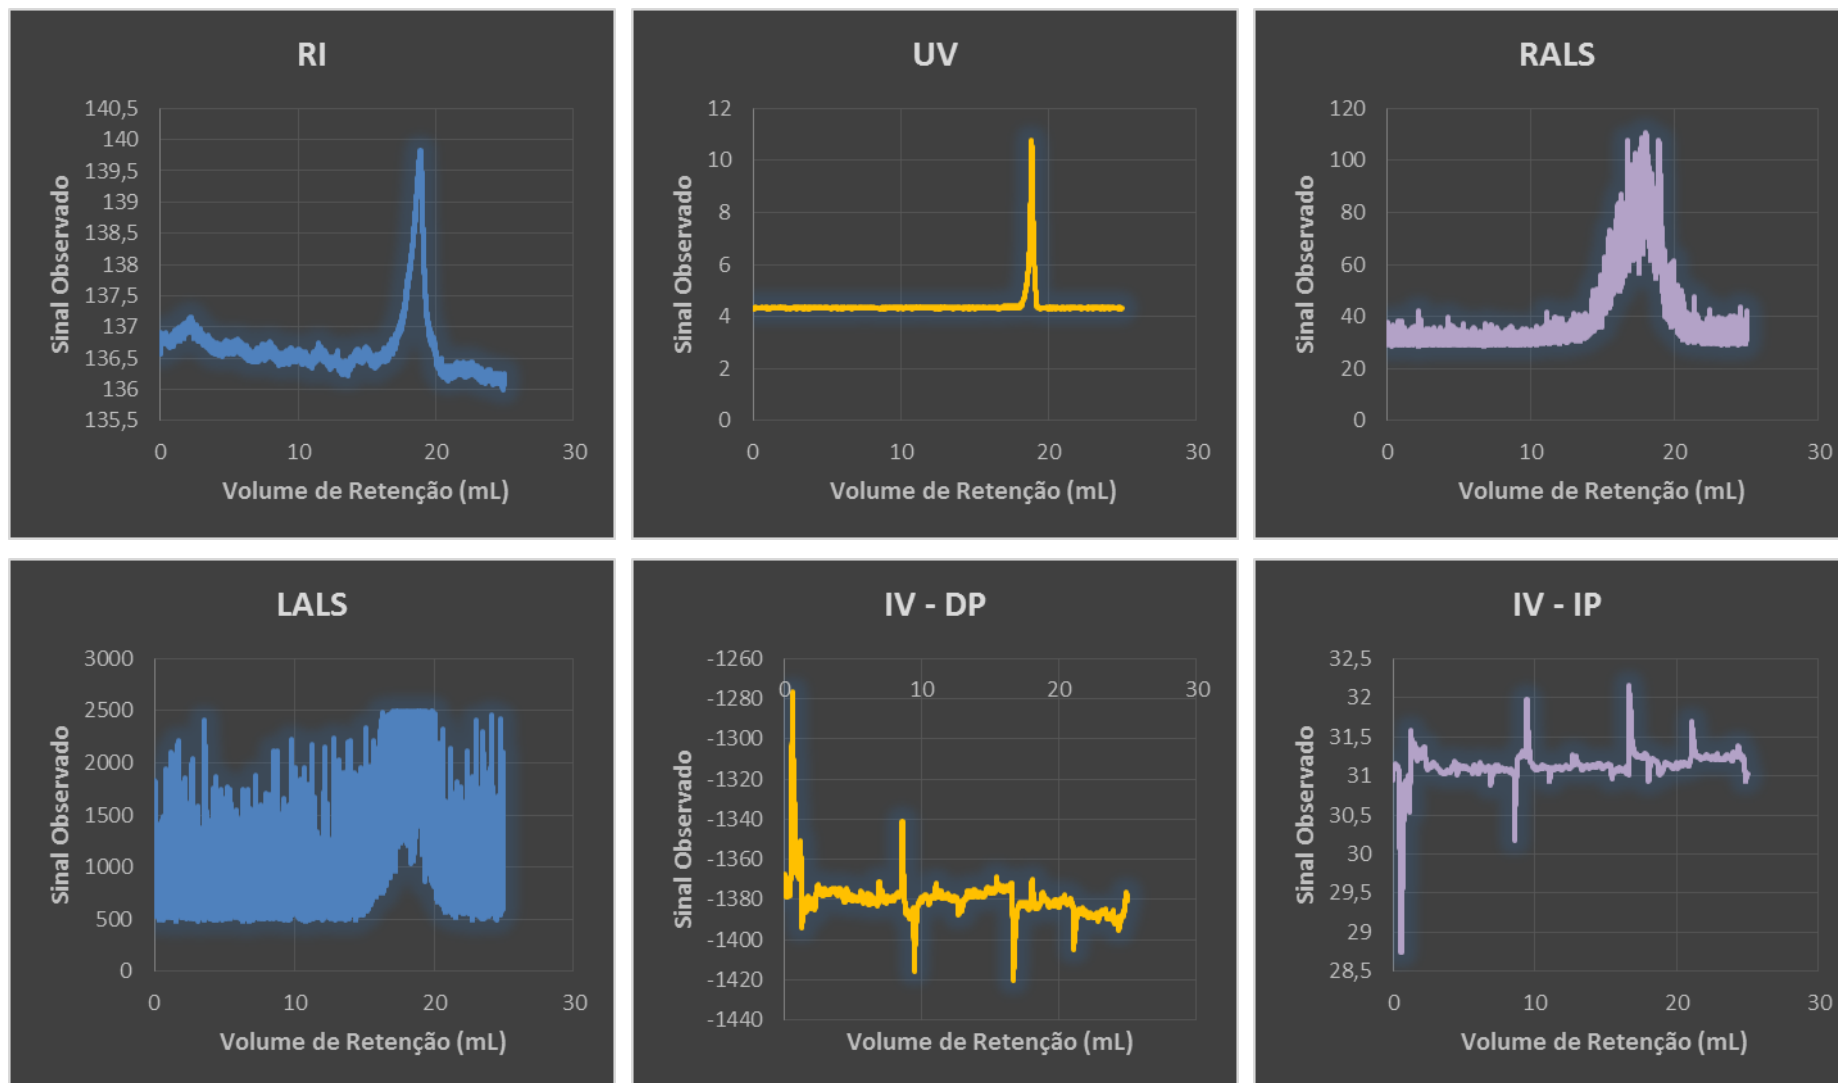 RI
140,5
140
139,5
139
138,5
138
137,5
137
136,5
136
135,5
0 10 20 30
Sinal Observado
Volume de Retenção (mL)
UV
12
10
8
6
4
2
0
0 10 20 30
Sinal Observado
Volume de Retenção (mL)
RALS
120
100
80
60
40
20
0
0 10 20 30
Sinal Observado
Volume de Retenção (mL)
LALS
3000
2500
2000
1500
1000
500
0
0 10 20 30
Sinal Observado
Volume de Retenção (mL)
IV - DP
-1260
-1280
-1300
-1320
-1340
-1360
-1380
-1400
-1420
-1440
0 10 20 30
Sinal Observado
Volume de Retenção (mL)
IV - IP
32,5
32
31,5
31
30,5
30
29,5
29
28,5
0 10 20 30
Sinal Observado
Volume de Retenção (mL)